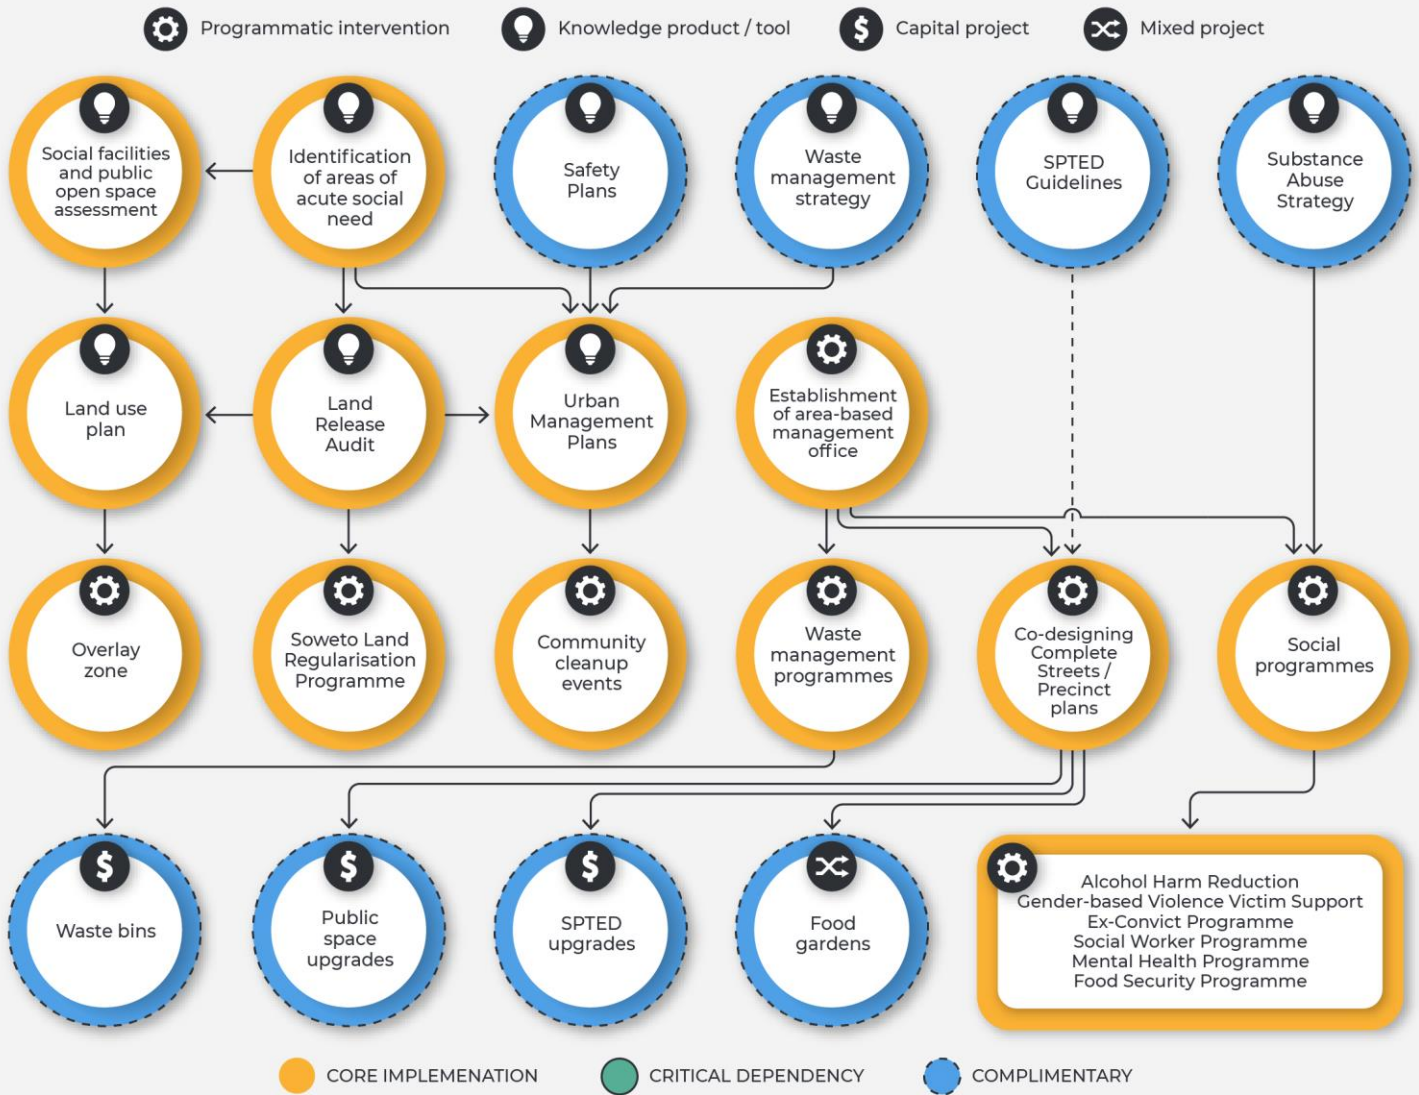 Programmatic intervention
Knowledge product / tool
Capital project
Mixed project
Social facilities
and public
open space
assessment
Identification
of areas of
acute social
need
Safety
Plans
Waste
management
strategy
SPTED
Guidelines
Substance
Abuse
Strategy
Land use
plan
Land
Release
Audit
Urban
Management
Plans
Establishment
of area-based
management
office
Overlay
zone
Soweto Land
Regularisation
Programme
Community
cleanup
events
Waste
management
programmes
Co-designing
Complete
Streets /
Precinct
plans
Social
programmes
$
Waste bins
$
Public
space
upgrades
$
SPTED
upgrades
Food
gardens
Alcohol Harm Reduction
Gender-based Violence Victim Support
Ex-Convict Programme
Social Worker Programme
Mental Health Programme
Food Security Programme
CORE IMPLEMENATION
CRITICAL DEPENDENCY
COMPLIMENTARY